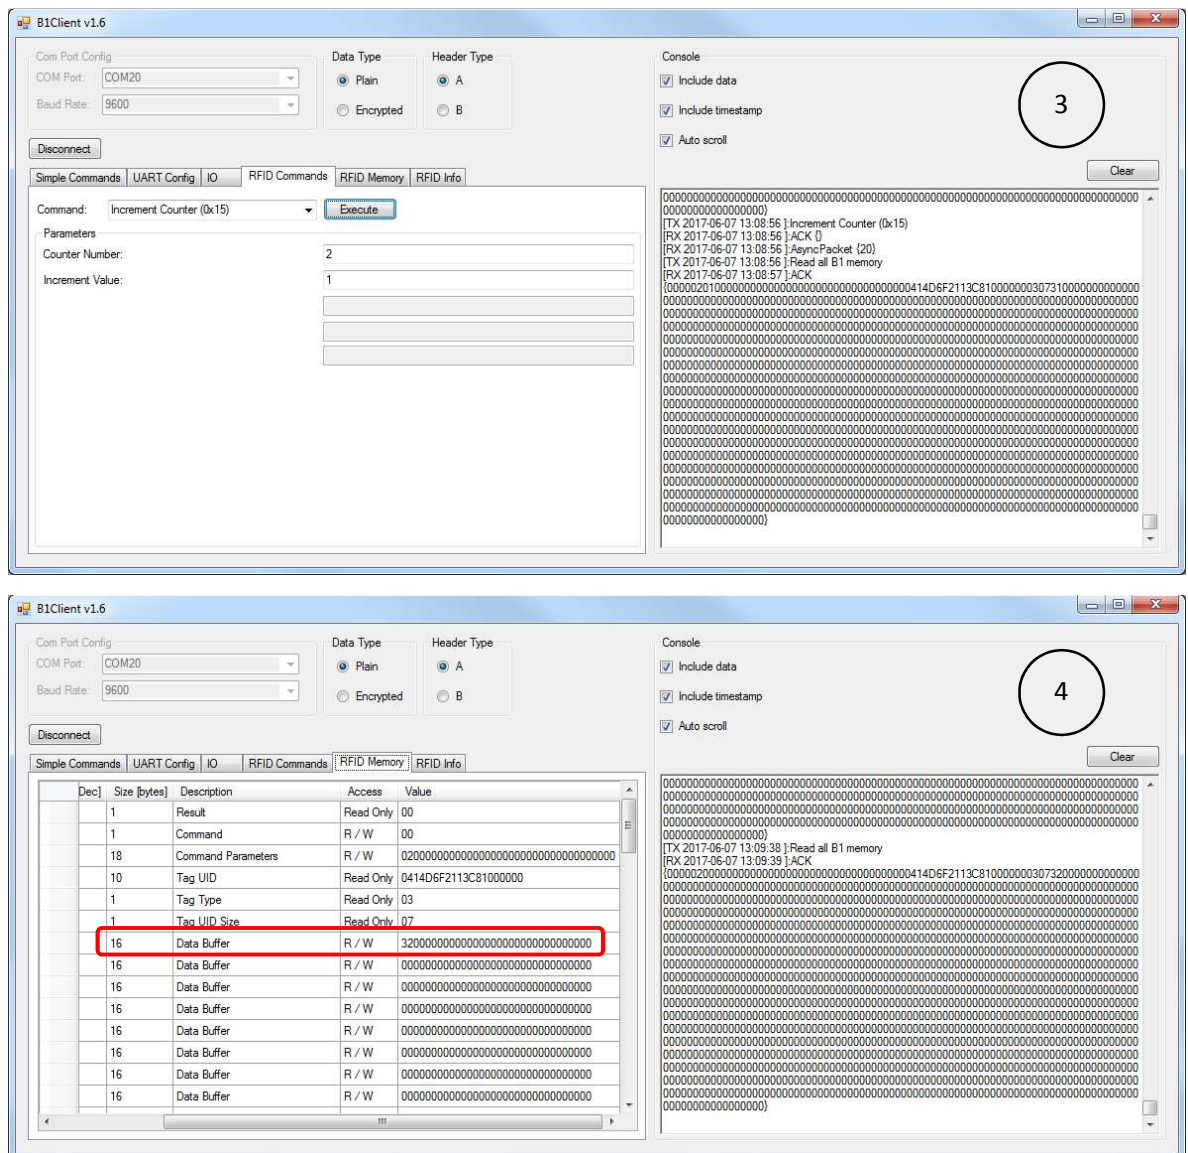 B1Client v1.6
Com Port Config
COM Port: COM20
Baud Rate: 9600
Data Type
Plain
Encrypted
Header Type
A
B
Disconnect
Simple Commands UART Config IO RFID Commands RFID Memory RFID Info
Command: Increment Counter (0x15) Execute
Parameters
Counter Number: 2
Increment Value: 1
Console
Include data
Include timestamp
Auto scroll
3
Clear
0000000000000000}
[TX 2017-06-07 13:08:56 ]:Increment Counter (0x15)
[RX 2017-06-07 13:08:56 ]:ACK {}
[RX 2017-06-07 13:08:56 ]:AsyncPacket {20}
[TX 2017-06-07 13:08:56 ]:Read all B1 memory
[RX 2017-06-07 13:08:57 ]:ACK
{00000201000000000000000000000000000000000414D6F2113C810000000307310000000000000
0000000000000000}
B1Client v1.6
Com Port Config
COM Port: COM20
Baud Rate: 9600
Data Type
Plain
Encrypted
Header Type
A
B
Disconnect
Simple Commands UART Config IO RFID Commands RFID Memory RFID Info
Dec] Size [bytes] Description Access Value
1 Result Read Only 00
1 Command R / W 00
18 Command Parameters R / W 020000000000000000000000000000000000
10 Tag UID Read Only 0414D6F2113C81000000
1 Tag Type Read Only 03
1 Tag UID Size Read Only 07
16 Data Buffer R / W 32000000000000000000000000000000
16 Data Buffer R / W 00000000000000000000000000000000
16 Data Buffer R / W 00000000000000000000000000000000
16 Data Buffer R / W 00000000000000000000000000000000
16 Data Buffer R / W 00000000000000000000000000000000
16 Data Buffer R / W 00000000000000000000000000000000
16 Data Buffer R / W 00000000000000000000000000000000
16 Data Buffer R / W 00000000000000000000000000000000
Console
Include data
Include timestamp
Auto scroll
4
Clear
0000000000000000}
[TX 2017-06-07 13:09:38 ]:Read all B1 memory
[RX 2017-06-07 13:09:39 ]:ACK
{00000200000000000000000000000000000000000414D6F2113C810000000307320000000000000
0000000000000000}